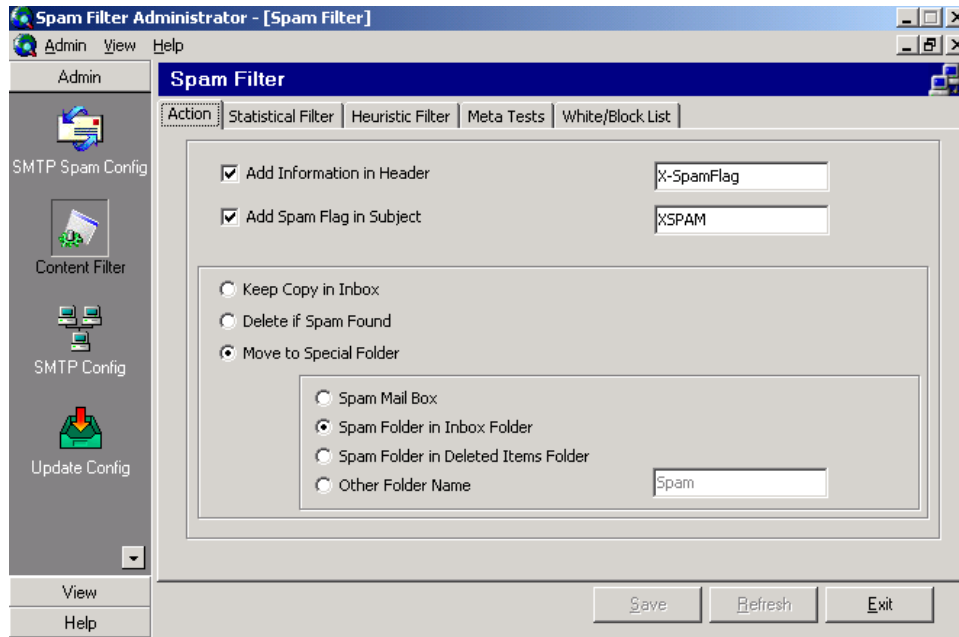 Spam Filter Administrator - [Spam Filter]
Admin View Help
Admin
SMTP Spam Config
Content Filter
SMTP Config
Update Config
View
Help
Spam Filter
Action Statistical Filter Heuristic Filter Meta Tests White/Block List
Add Information in Header X-SpamFlag
Add Spam Flag in Subject XSPAM
Keep Copy in Inbox
Delete if Spam Found
Move to Special Folder
Spam Mail Box
Spam Folder in Inbox Folder
Spam Folder in Deleted Items Folder
Other Folder Name Spam
Save Refresh Exit